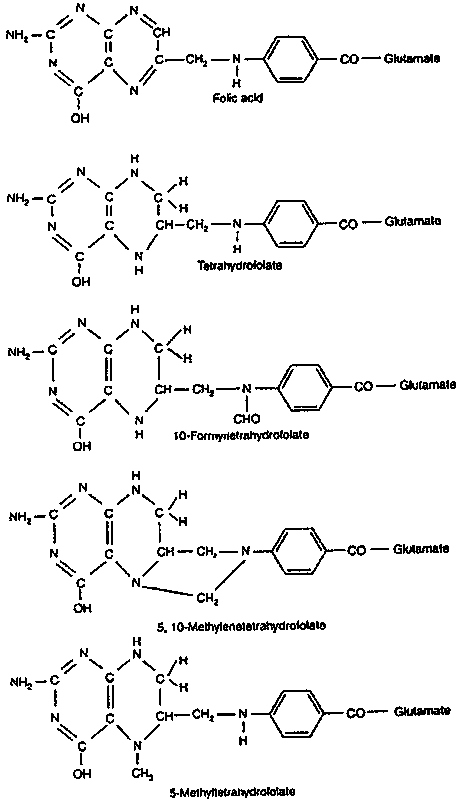 N N
NH₂ C C CH
N C C CH₂ N CO Glutamate
C N H
Folic acid
OH
H
N N H
NH₂ C C C H
N C CH CH₂ N CO Glutamate
C N H
OH H
Tetrahydrofolate
H
N N H
NH₂ C C C H
N C CH CH₂ N CO Glutamate
C N CHO
OH H
10-Formyltetrahydrofolate
H
N N H
NH₂ C C C H
N C CH CH₂ N CO Glutamate
C N
OH CH₂
5, 10-Methylenetetrahydrofolate
H
N N H
NH₂ C C C H
N C CH CH₂ N CO Glutamate
C N H
OH CH₃
5-Methyltetrahydrofolate